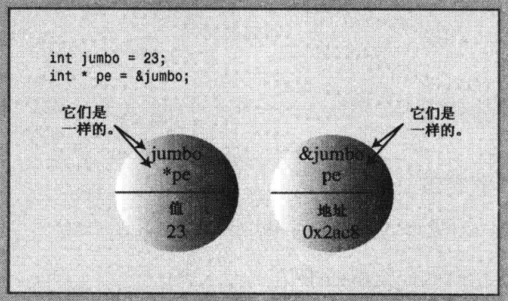 int jumbo = 23;
int * pe = &jumbo;
它们是
一样的。
它们是
一样的。
jumbo
*pe
值
23
&jumbo
pe
地址
0x2ac8